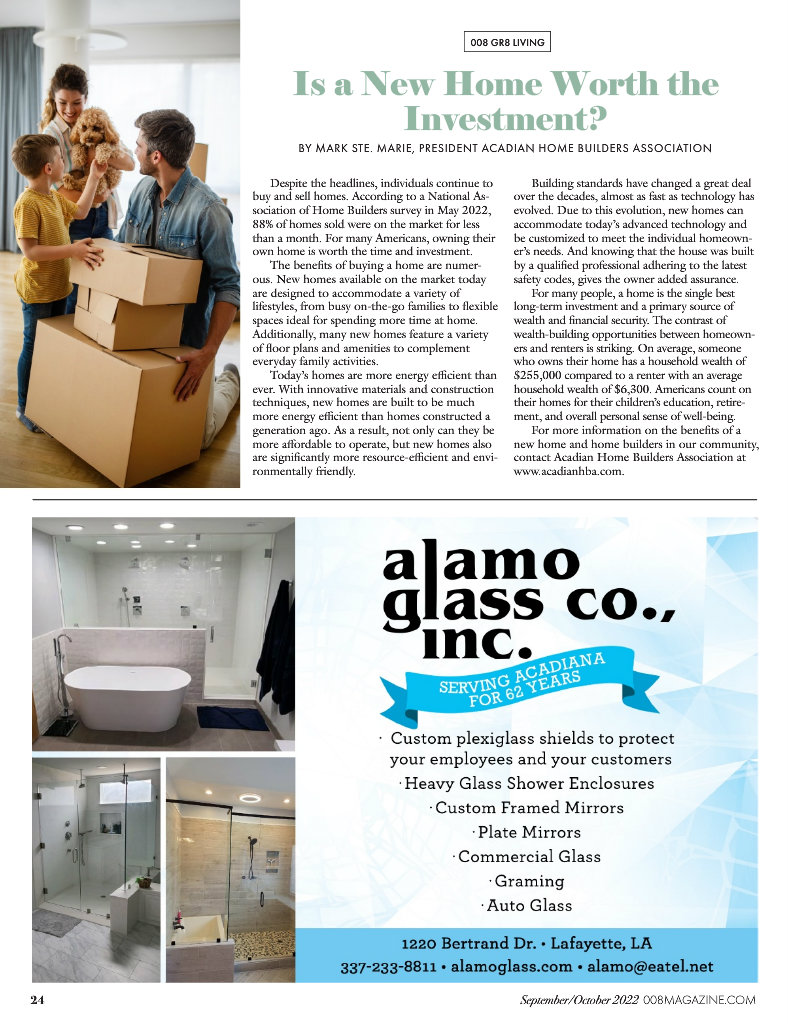 008 GR8 LIVING
Is a New Home Worth the
Investment?
BY MARK STE. MARIE, PRESIDENT ACADIAN HOME BUILDERS ASSOCIATION
Despite the headlines, individuals continue to
buy and sell homes. According to a National As-
sociation of Home Builders survey in May 2022,
88% of homes sold were on the market for less
than a month. For many Americans, owning their
own home is worth the time and investment.
The benefits of buying a home are numer-
ous. New homes available on the market today
are designed to accommodate a variety of
lifestyles, from busy on-the-go families to flexible
spaces ideal for spending more time at home.
Additionally, many new homes feature a variety
of floor plans and amenities to complement
everyday family activities.
Today's homes are more energy efficient than
ever. With innovative materials and construction
techniques, new homes are built to be much
more energy efficient than homes constructed a
generation ago. As a result, not only can they be
more affordable to operate, but new homes also
are significantly more resource-efficient and envi-
ronmentally friendly.
Building standards have changed a great deal
over the decades, almost as fast as technology has
evolved. Due to this evolution, new homes can
accommodate today's advanced technology and
be customized to meet the individual homeown-
er's needs. And knowing that the house was built
by a qualified professional adhering to the latest
safety codes, gives the owner added assurance.
For many people, a home is the single best
long-term investment and a primary source of
wealth and financial security. The contrast of
wealth-building opportunities between homeown-
ers and renters is striking. On average, someone
who owns their home has a household wealth of
$255,000 compared to a renter with an average
household wealth of $6,300. Americans count on
their homes for their children's education, retire-
ment, and overall personal sense of well-being.
For more information on the benefits of a
new home and home builders in our community,
contact Acadian Home Builders Association at
www.acadianhba.com.
alamo
glass co.,
inc.
SERVING ACADIANA
FOR 62 YEARS
· Custom plexiglass shields to protect
your employees and your customers
· Heavy Glass Shower Enclosures
· Custom Framed Mirrors
· Plate Mirrors
· Commercial Glass
· Graming
· Auto Glass
1220 Bertrand Dr. • Lafayette, LA
337-233-8811 • alamoglass.com • alamo@eatel.net
24
September/October 2022 008MAGAZINE.COM